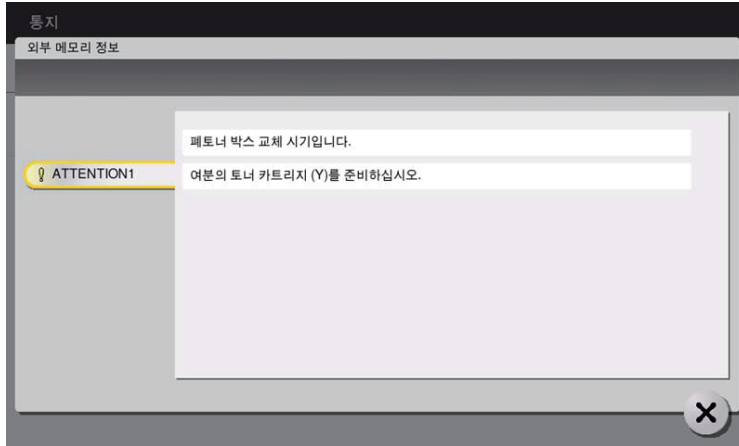 통지
외부 메모리 정보
폐토너 박스 교체 시기입니다.
ATTENTION1
여분의 토너 카트리지 (Y)를 준비하십시오.